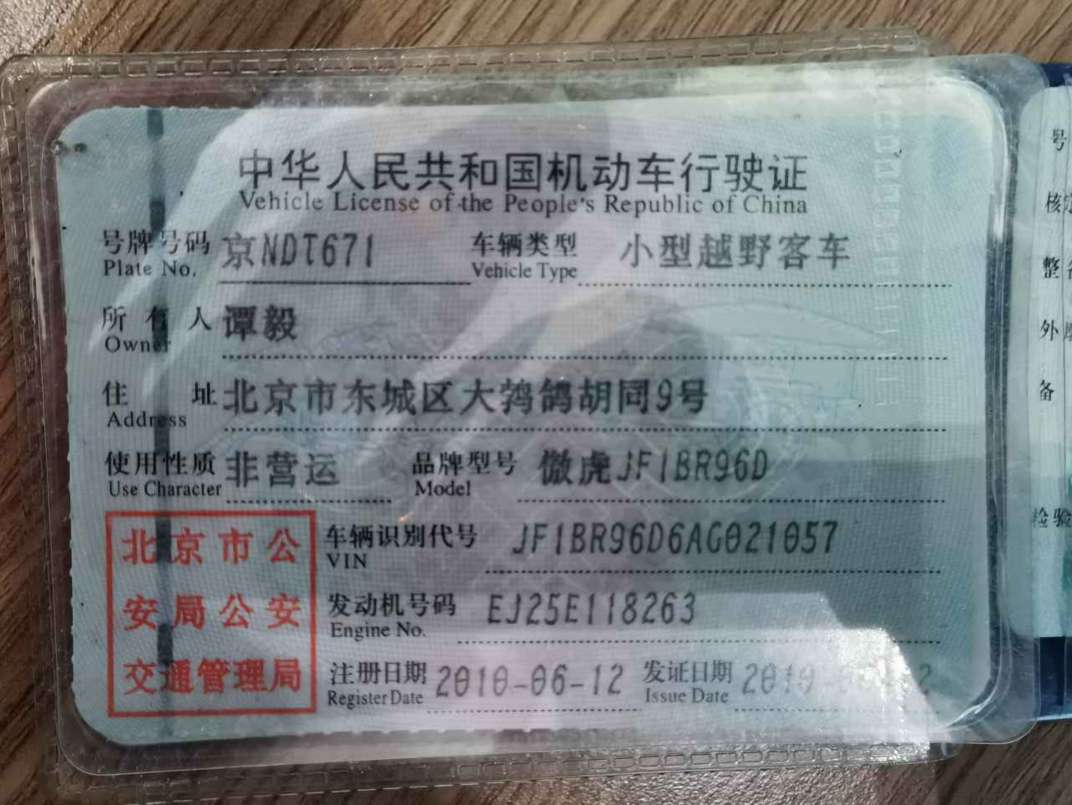 中华人民共和国机动车行驶证
Vehicle License of the People's Republic of China
号牌号码 京NDT671 车辆类型 小型越野客车
Plate No. Vehicle Type
所有人 谭毅
Owner
住址 北京市东城区大鹁鸽胡同9号
Address
使用性质 非营运 品牌型号 傲虎JF1BR96D
Use Character Model
北京市公
安局公安
交通管理局
车辆识别代号 JF1BR96D6AG021057
VIN
发动机号码 EJ25E118263
Engine No.
注册日期 2010-06-12 发证日期
Register Date Issue Date
号
核
整
外
备
检验